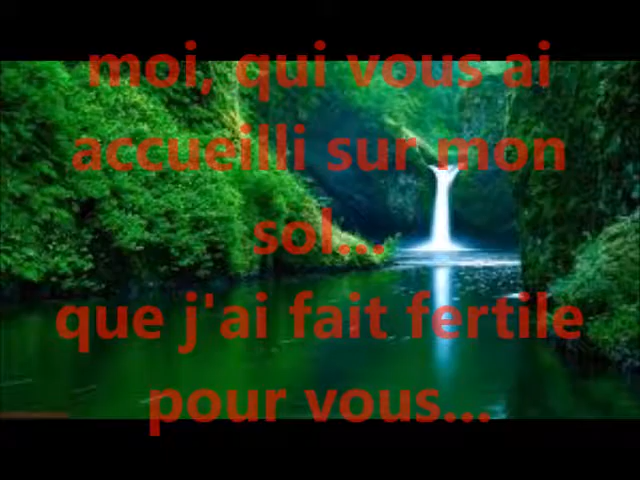 moi, qui vous ai
accueilli sur mon
sol...
que j'ai fait fertile
pour vous...